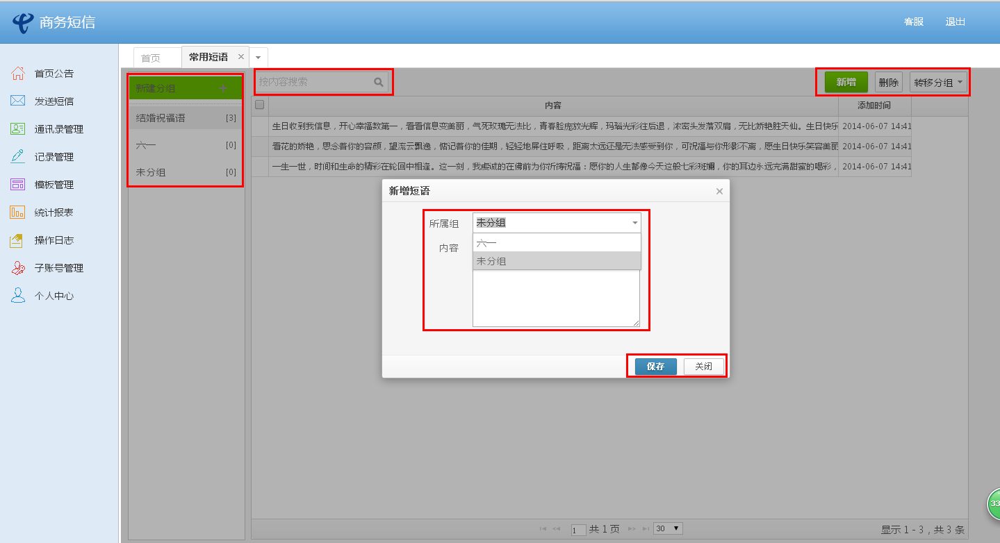 商务短信
客服 退出
首页 常用短语
首页公告
发送短信
通讯录管理
记录管理
模板管理
统计报表
操作日志
子账号管理
个人中心
新建分组
结婚祝福语 [3]
六一 [0]
未分组 [0]
按内容搜索
新增 删除 转移分组
内容 添加时间
生日收到我信息，开心幸福数第一，看看信息变美丽，气死玫瑰无法比，青春脸庞放光辉，玛瑙光彩往后退，浓密头发落双肩，无比娇艳胜天仙。生日快乐 2014-06-07 14:41
看花的娇艳，思念着你的容颜，望流云飘逸，惦记着你的佳期，轻轻地屏住呼吸，距离太远还是无法感受到你，可祝福与你形影不离，愿生日快乐笑容美丽 2014-06-07 14:41
一生一世，时间和生命的精彩在轮回中相逢。这一刻，我虔诚的在佛前为你祈祷祝福：愿你的人生都像今天这般七彩斑斓，你的耳边永远充满甜蜜的喝彩， 2014-06-07 14:41
新增短语
所属组 未分组
六一
内容
未分组
保存 关闭
1 共 1 页 30
显示 1 - 3，共 3 条
33